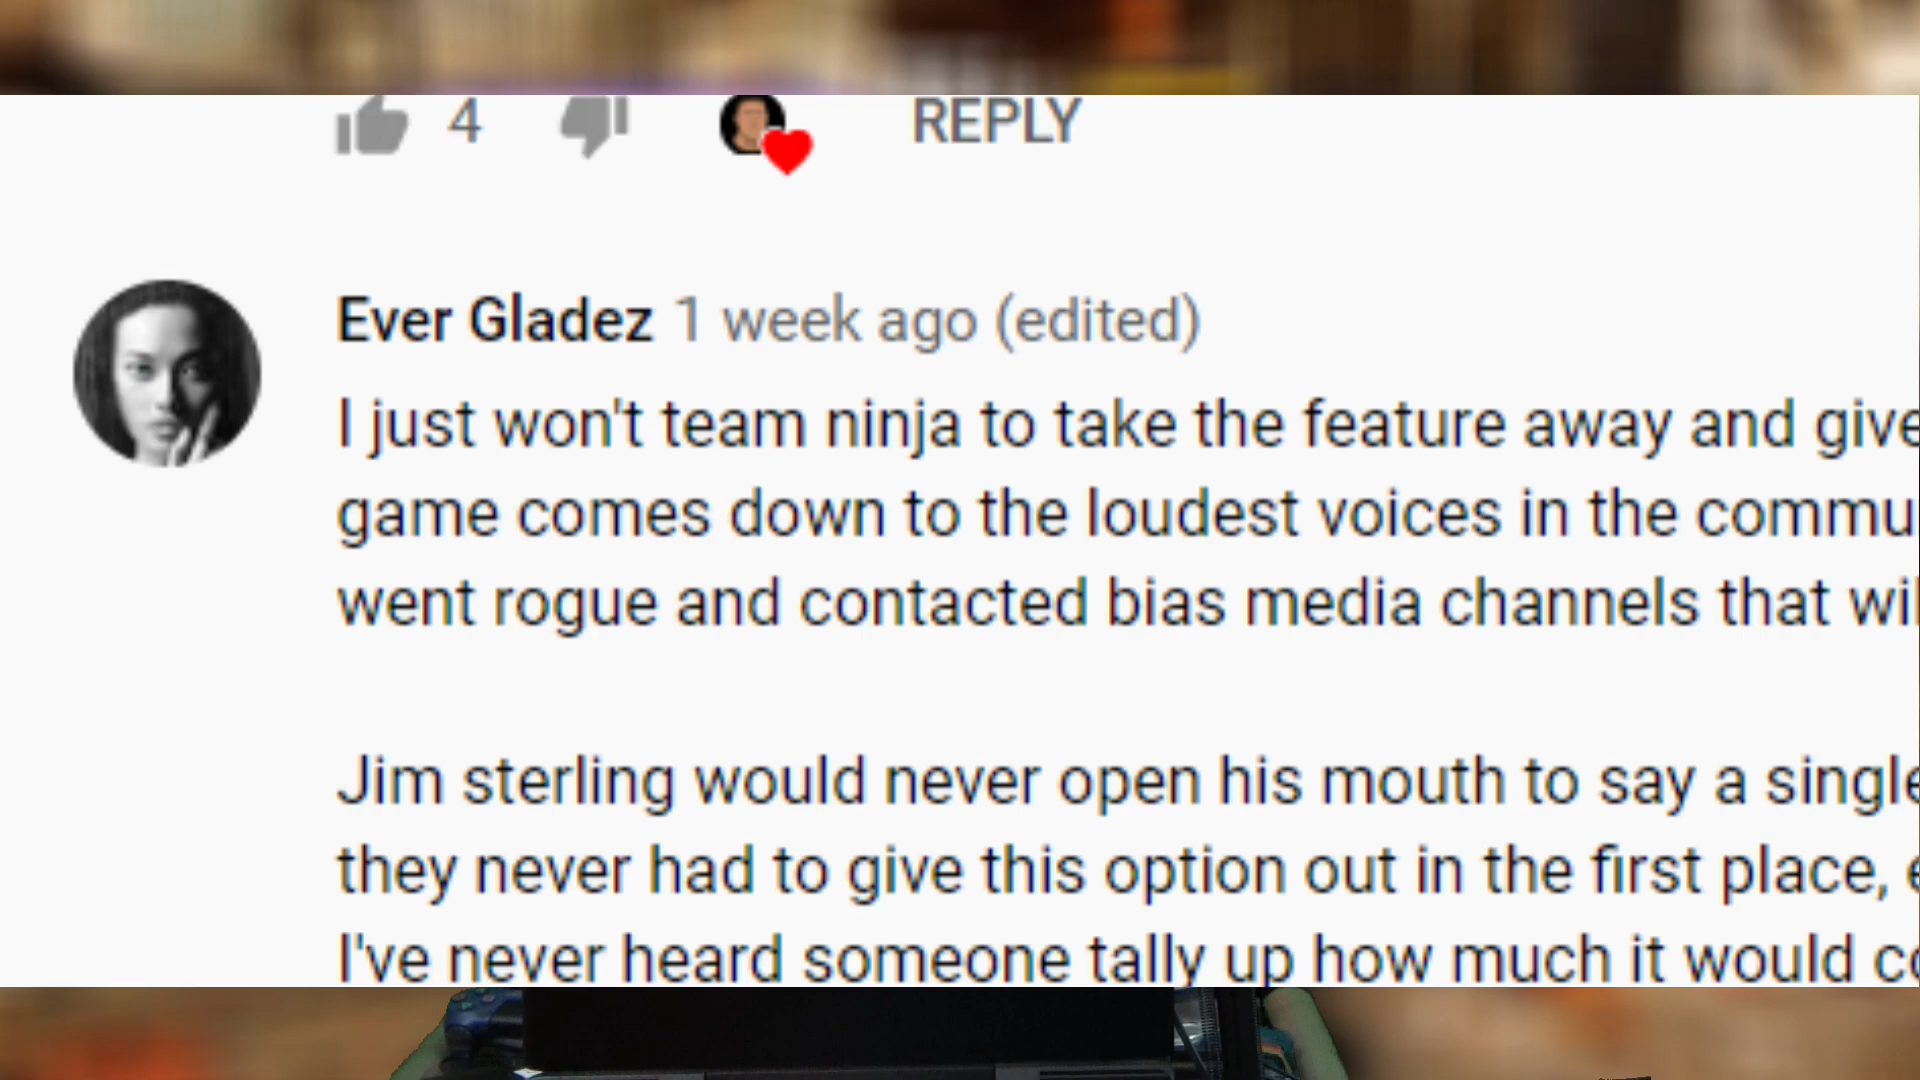 4 REPLY
Ever Gladez 1 week ago (edited)
I just won't team ninja to take the feature away and give
game comes down to the loudest voices in the commu
went rogue and contacted bias media channels that wil
Jim sterling would never open his mouth to say a single
they never had to give this option out in the first place, e
I've never heard someone tally up how much it would co